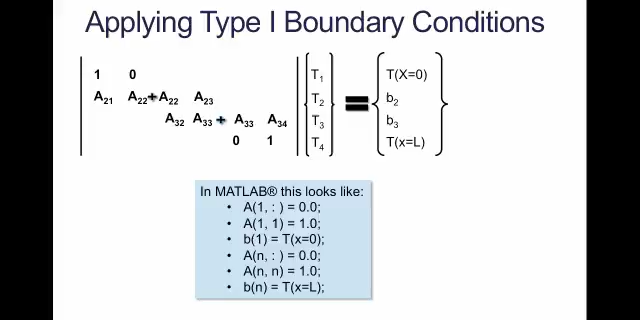 Applying Type I Boundary Conditions
1 0 T1 T(X=0)
A21 A22+A22 A23 T2 = b2
A32 A33 + A33 A34 T3 b3
0 1 T4 T(x=L)
In MATLAB® this looks like:
• A(1, : ) = 0.0;
• A(1, 1) = 1.0;
• b(1) = T(x=0);
• A(n, : ) = 0.0;
• A(n, n) = 1.0;
• b(n) = T(x=L);